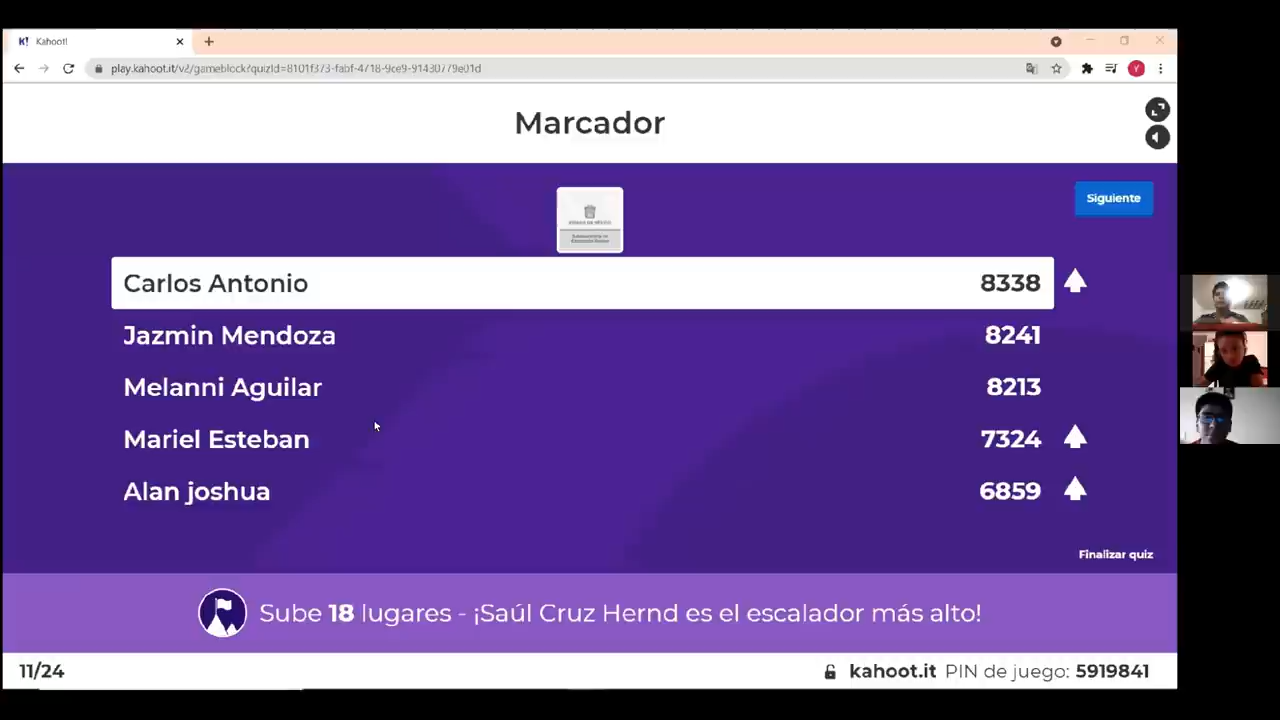 K! Kahoot!
play.kahoot.it/v2/gameblock?quizId=8101f373-fabf-4718-9ce9-91430779e01d
Y
Marcador
Siguiente
Carlos Antonio 8338
Jazmin Mendoza 8241
Melanni Aguilar 8213
Mariel Esteban 7324
Alan joshua 6859
Finalizar quiz
Sube 18 lugares - ¡Saúl Cruz Hernd es el escalador más alto!
11/24
kahoot.it PIN de juego: 5919841